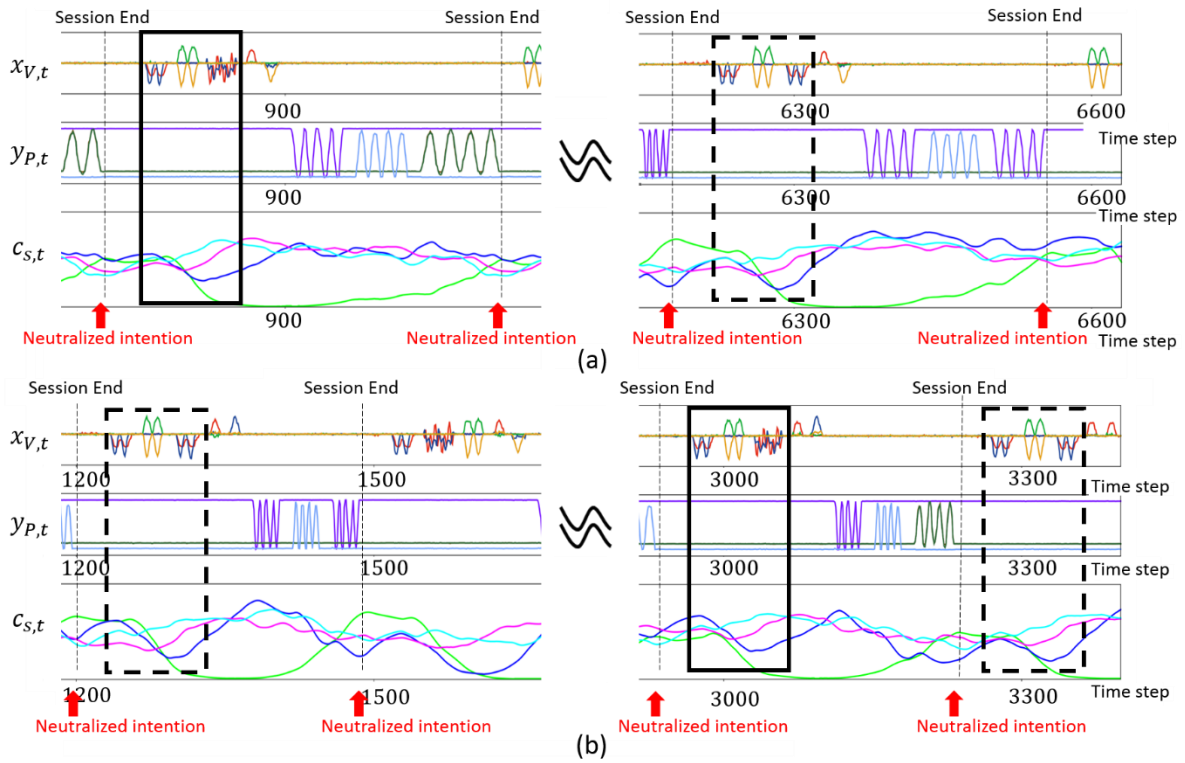 Session End Session End Session End Session End
x_{V,t}
900 6300 6600
Time step
y_{P,t}
900 6300 6600
Time step
c_{s,t}
900 6300 6600
Neutralized intention Neutralized intention Neutralized intention Neutralized intention Time step
(a)
Session End Session End Session End Session End
x_{V,t}
1200 1500 3000 3300 Time step
y_{P,t}
1200 1500 3000 3300 Time step
c_{s,t}
1200 1500 3000 3300 Time step
Neutralized intention Neutralized intention Neutralized intention Neutralized intention
(b)